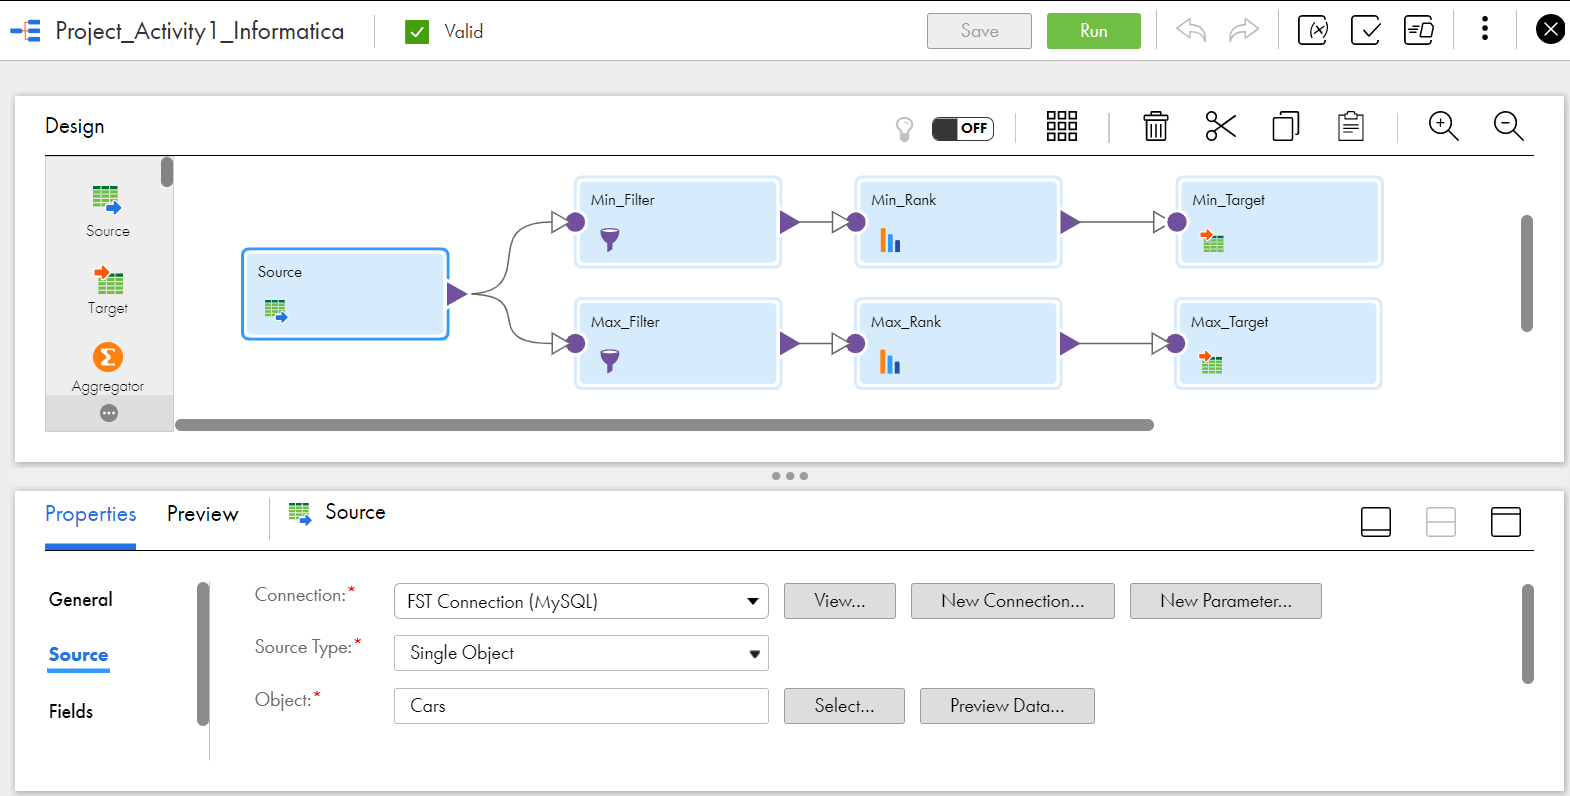 Project_Activity1_Informatica
Valid
Save
Run
Design
OFF
Source
Target
Aggregator
Source
Min_Filter
Min_Rank
Min_Target
Max_Filter
Max_Rank
Max_Target
Properties
Preview
Source
General
Source
Fields
Connection:*
FST Connection (MySQL)
View...
New Connection...
New Parameter...
Source Type:*
Single Object
Object:*
Cars
Select...
Preview Data...